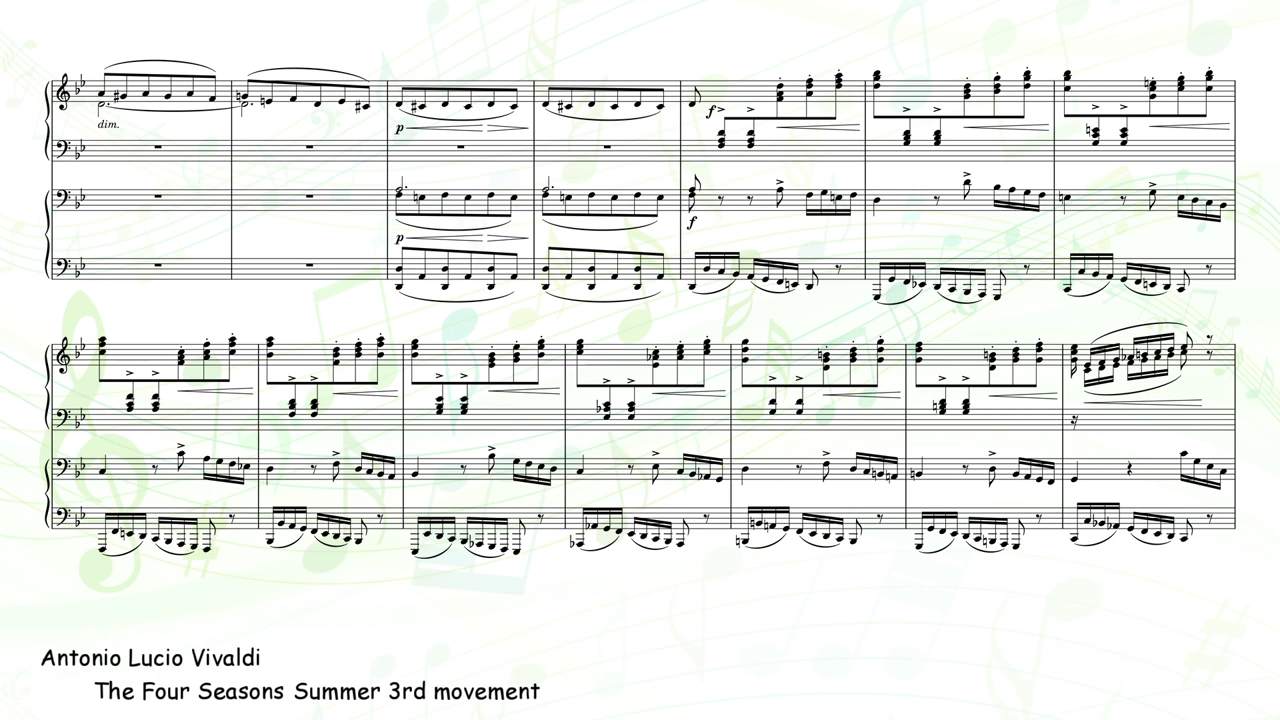 dim.
p
f
p
f
Antonio Lucio Vivaldi
The Four Seasons Summer 3rd movement